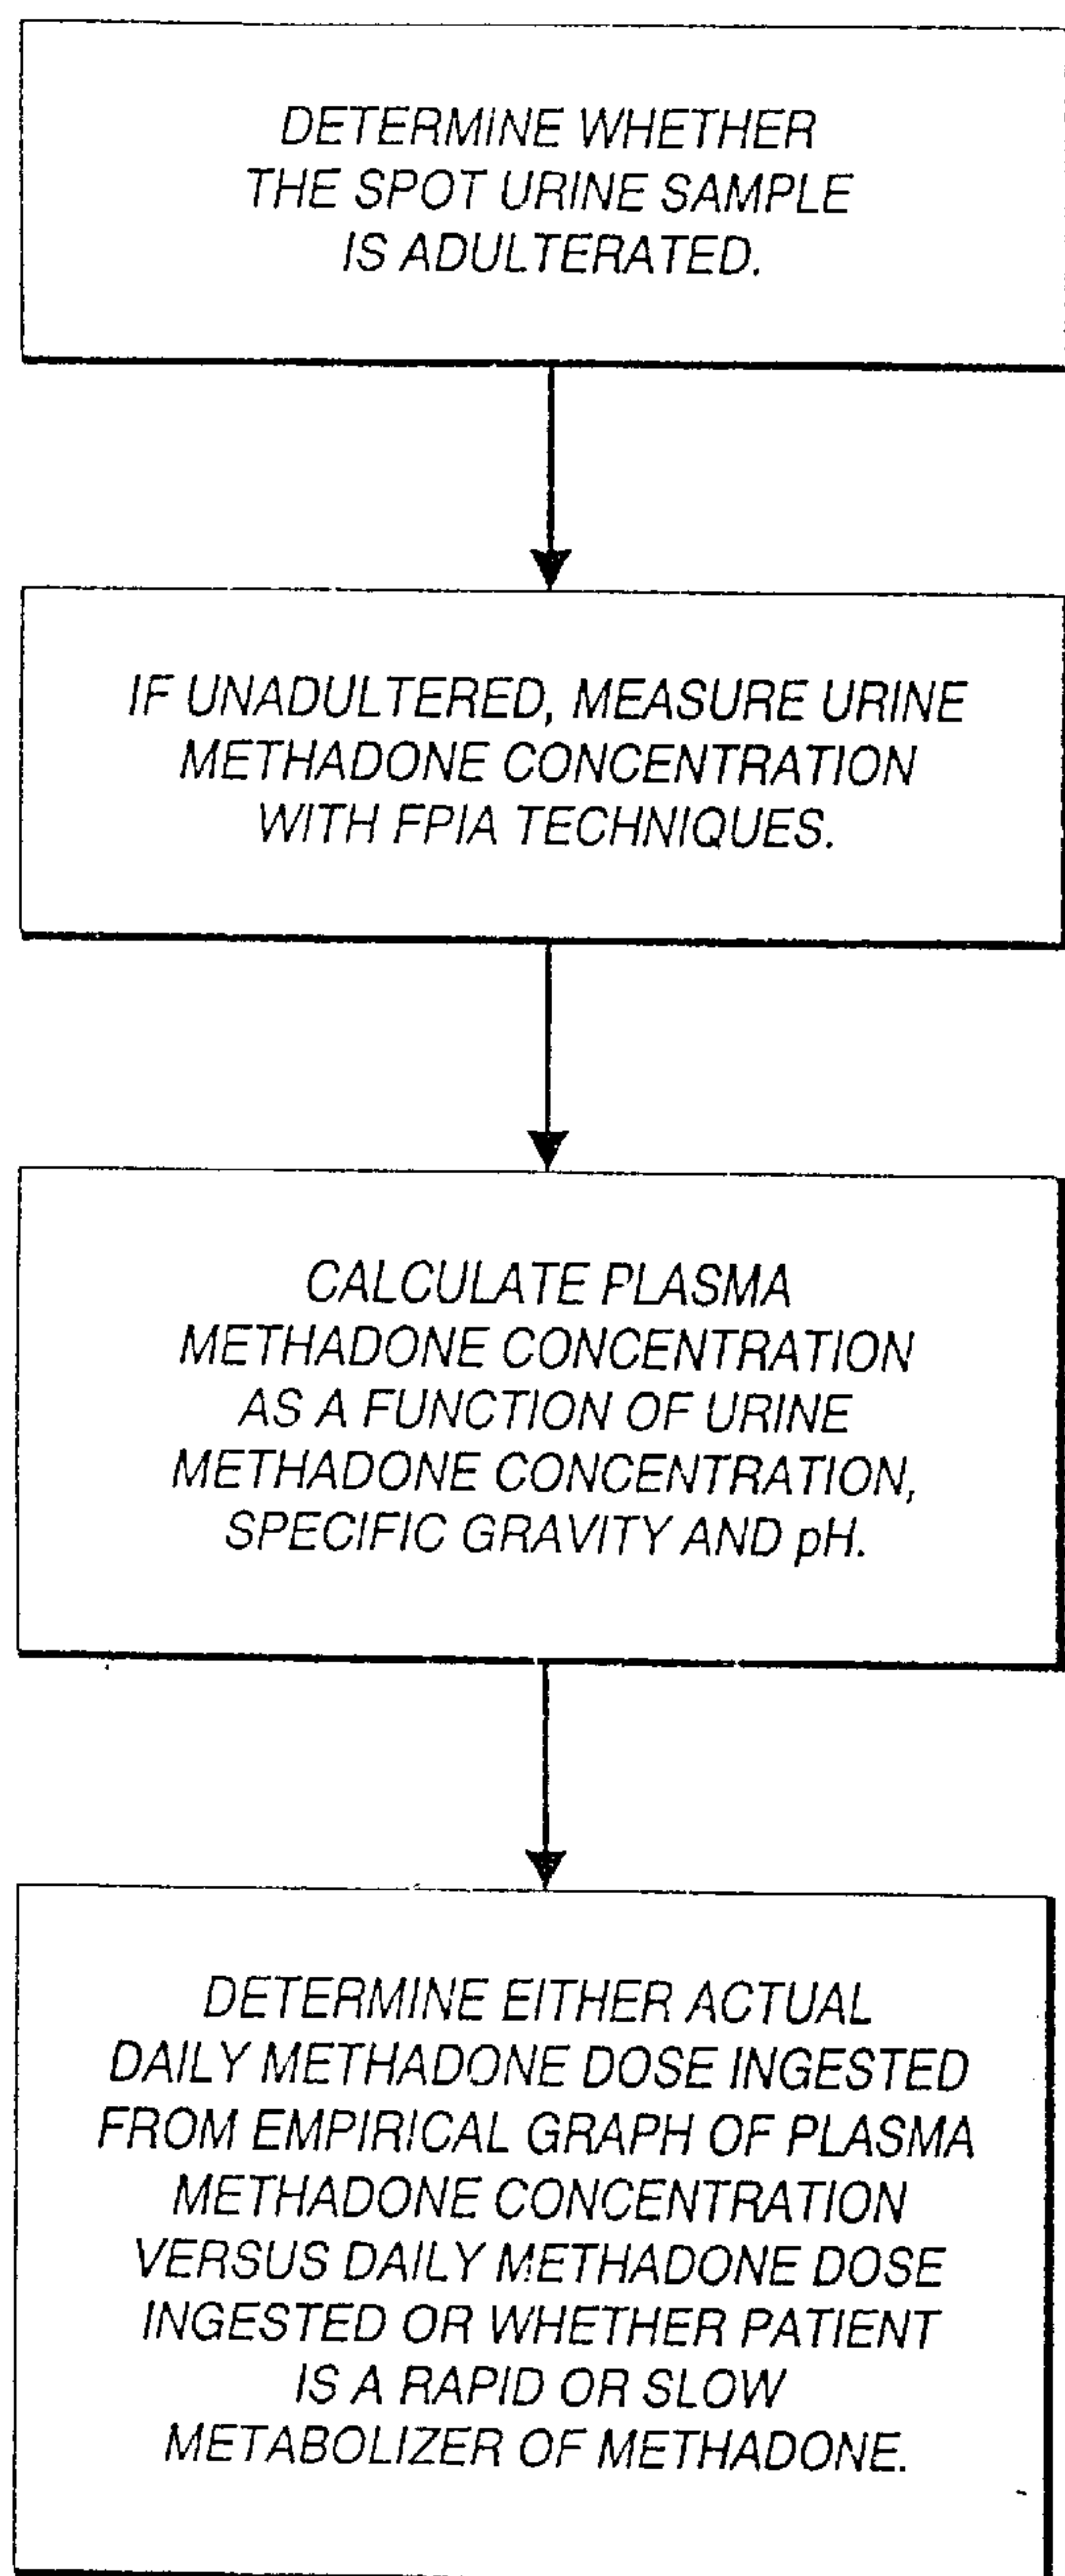 DETERMINE WHETHER
THE SPOT URINE SAMPLE
IS ADULTERATED.
IF UNADULTERED, MEASURE URINE
METHADONE CONCENTRATION
WITH FPIA TECHNIQUES.
CALCULATE PLASMA
METHADONE CONCENTRATION
AS A FUNCTION OF URINE
METHADONE CONCENTRATION,
SPECIFIC GRAVITY AND pH.
DETERMINE EITHER ACTUAL
DAILY METHADONE DOSE INGESTED
FROM EMPIRICAL GRAPH OF PLASMA
METHADONE CONCENTRATION
VERSUS DAILY METHADONE DOSE
INGESTED OR WHETHER PATIENT
IS A RAPID OR SLOW
METABOLIZER OF METHADONE.